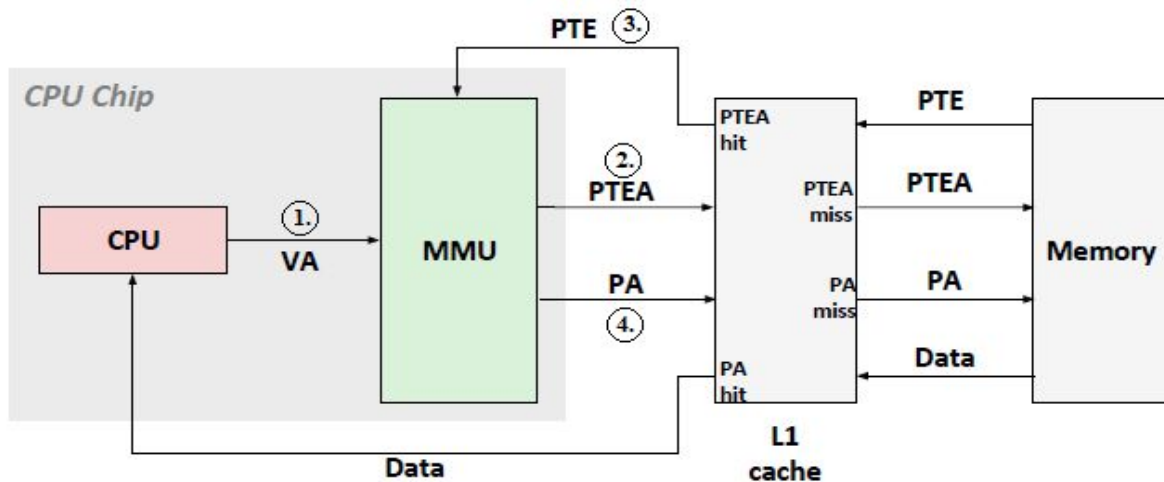 PTE 3.
CPU Chip
PTEA
hit
PTE
2.
PTEA
PTEA
miss
PTEA
1.
CPU
VA
MMU
Memory
PA
4.
PA
miss
PA
PA
hit
Data
Data
L1
cache